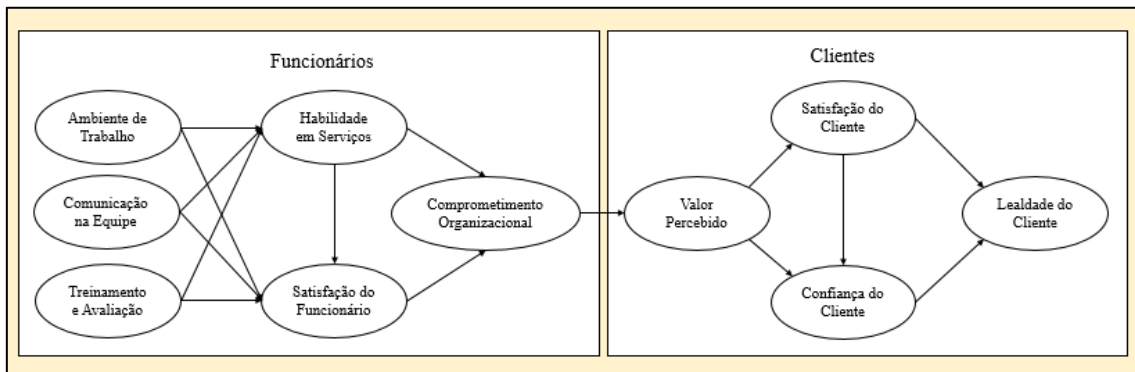 Funcionários
Ambiente de
Trabalho
Comunicação
na Equipe
Treinamento
e Avaliação
Habilidade
em Serviços
Satisfação do
Funcionário
Comprometimento
Organizacional
Clientes
Valor
Percebido
Satisfação do
Cliente
Confiança do
Cliente
Lealdade do
Cliente